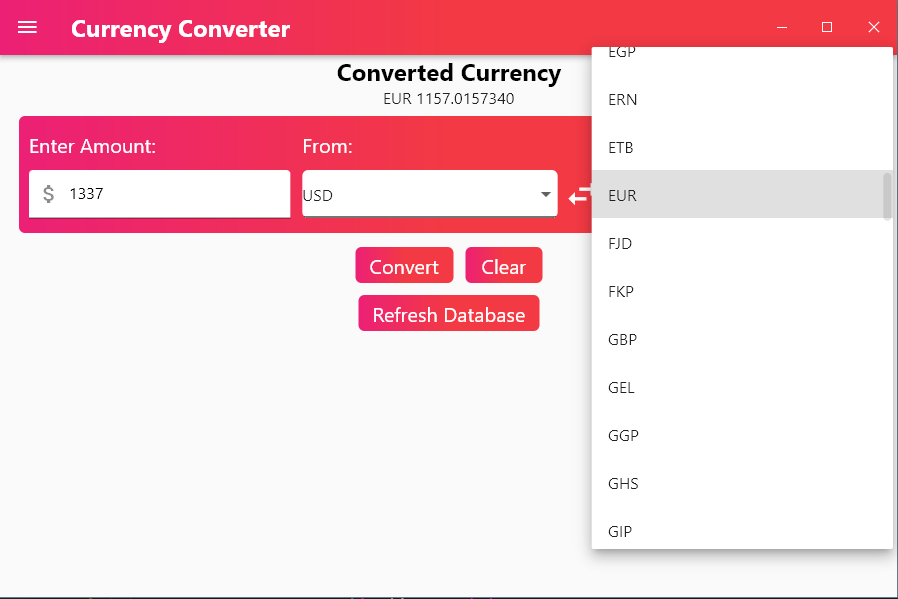 Currency Converter
Converted Currency
EUR 1157.0157340
Enter Amount:
From:
$ 1337
USD
Convert
Clear
Refresh Database
EGP
ERN
ETB
EUR
FJD
FKP
GBP
GEL
GGP
GHS
GIP